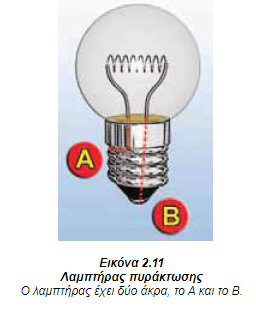 A
B
Εικόνα 2.11
Λαμπτήρας πυράκτωσης
Ο λαμπτήρας έχει δύο άκρα, το Α και το Β.